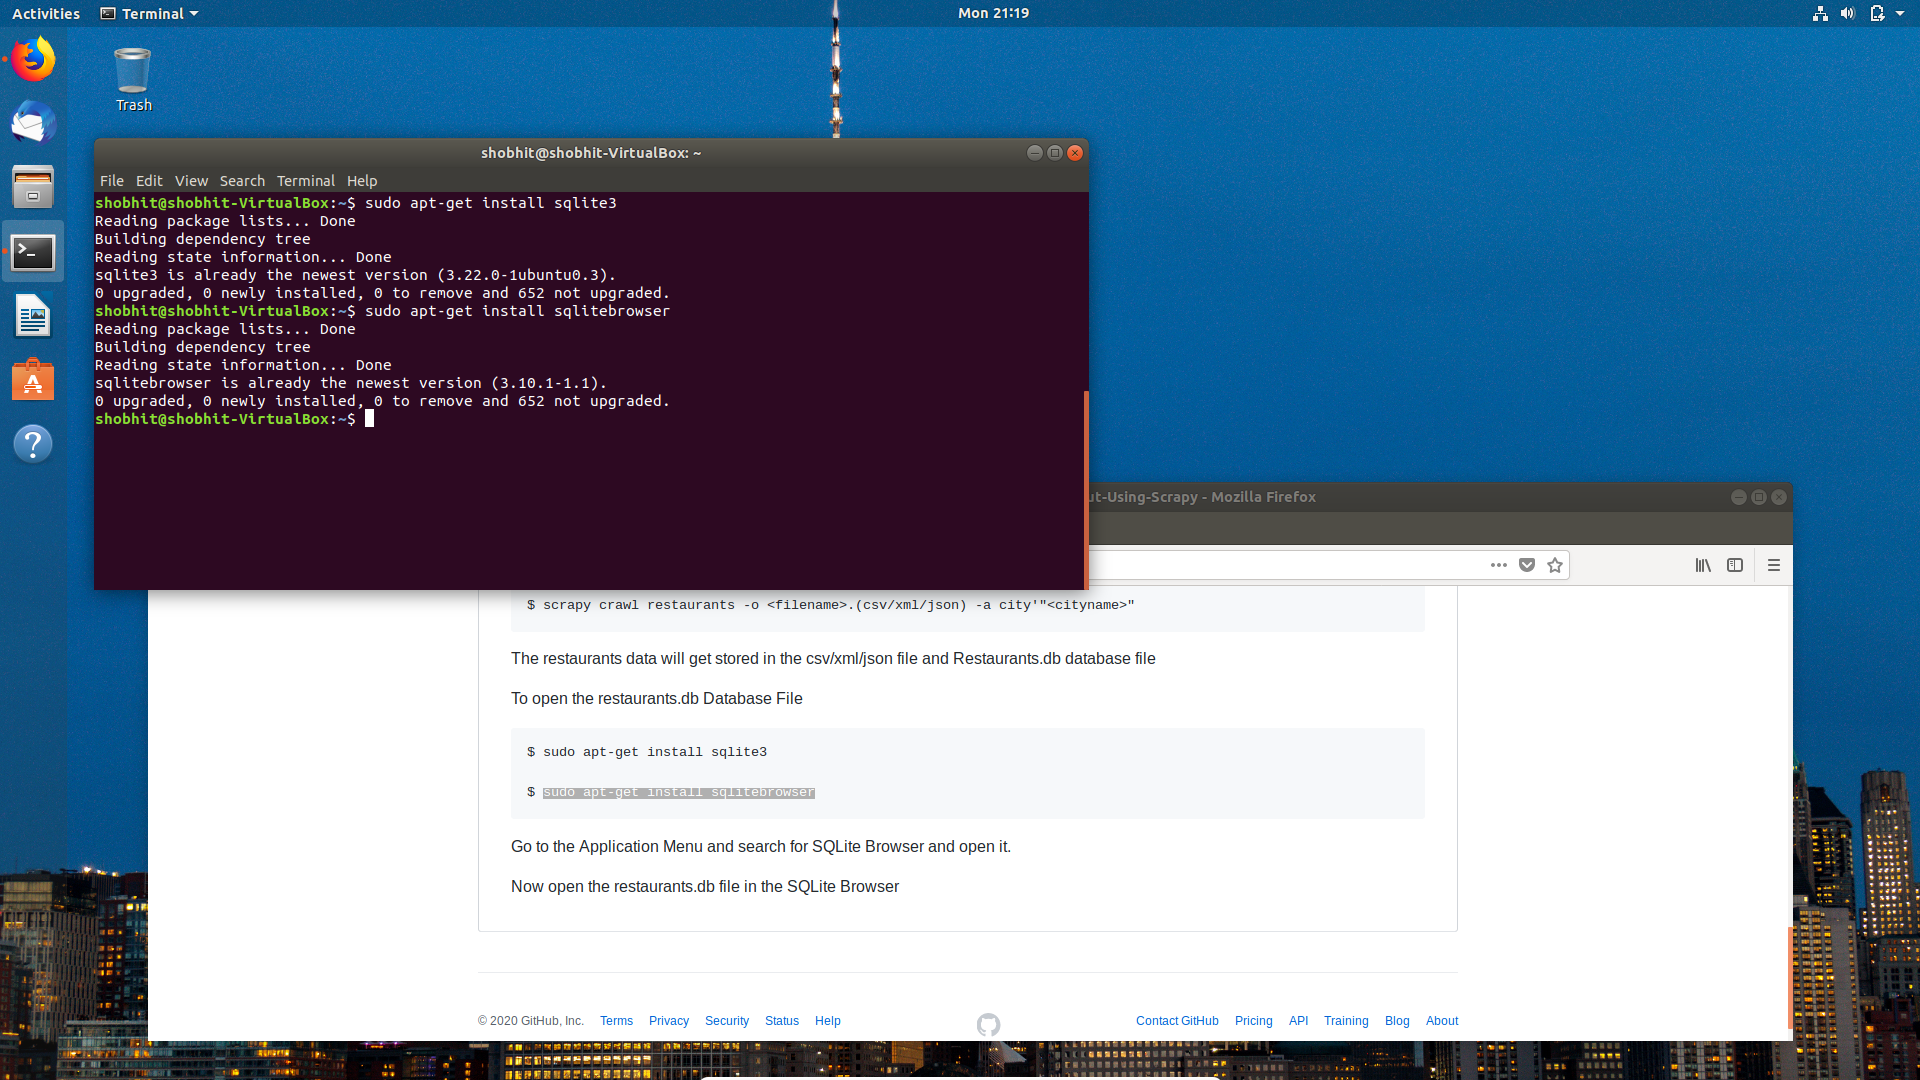 Activities
Terminal
Mon 21:19
Trash
shobhit@shobhit-VirtualBox: ~
File Edit View Search Terminal Help
shobhit@shobhit-VirtualBox:~$ sudo apt-get install sqlite3
Reading package lists... Done
Building dependency tree
Reading state information... Done
sqlite3 is already the newest version (3.22.0-1ubuntu0.3).
0 upgraded, 0 newly installed, 0 to remove and 652 not upgraded.
shobhit@shobhit-VirtualBox:~$ sudo apt-get install sqlitebrowser
Reading package lists... Done
Building dependency tree
Reading state information... Done
sqlitebrowser is already the newest version (3.10.1-1.1).
0 upgraded, 0 newly installed, 0 to remove and 652 not upgraded.
shobhit@shobhit-VirtualBox:~$
ut-Using-Scrapy - Mozilla Firefox
$ scrapy crawl restaurants -o <filename>.(csv/xml/json) -a city'"<cityname>"
The restaurants data will get stored in the csv/xml/json file and Restaurants.db database file
To open the restaurants.db Database File
$ sudo apt-get install sqlite3
$ sudo apt-get install sqlitebrowser
Go to the Application Menu and search for SQLite Browser and open it.
Now open the restaurants.db file in the SQLite Browser
© 2020 GitHub, Inc. Terms Privacy Security Status Help Contact GitHub Pricing API Training Blog About